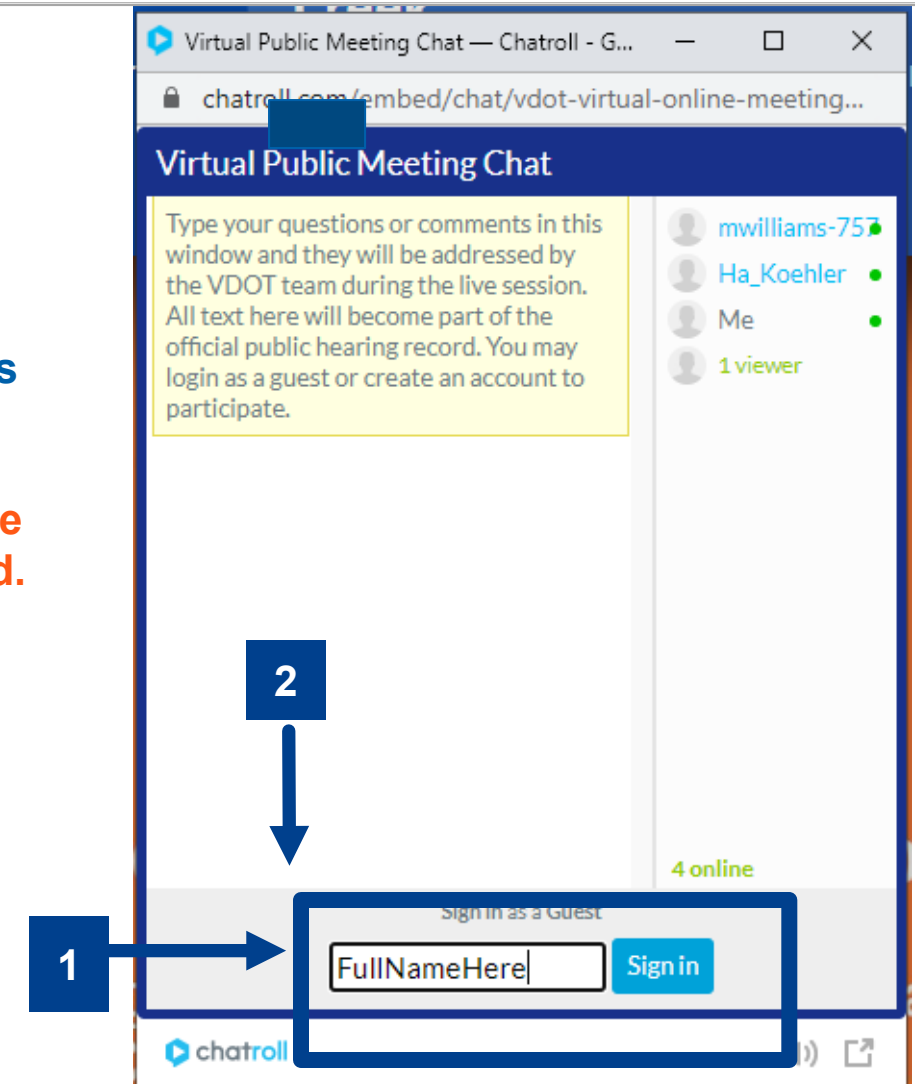 Virtual Public Meeting Chat — Chatroll - G...
chatroll.com/embed/chat/vdot-virtual-online-meeting...
Virtual Public Meeting Chat
Type your questions or comments in this
window and they will be addressed by
the VDOT team during the live session.
All text here will become part of the
official public hearing record. You may
login as a guest or create an account to
participate.
mwilliams-757
Ha_Koehler
Me
1 viewer
s
e
d.
2
4 online
Sign in as a Guest
1
FullNameHere
Sign in
chatroll